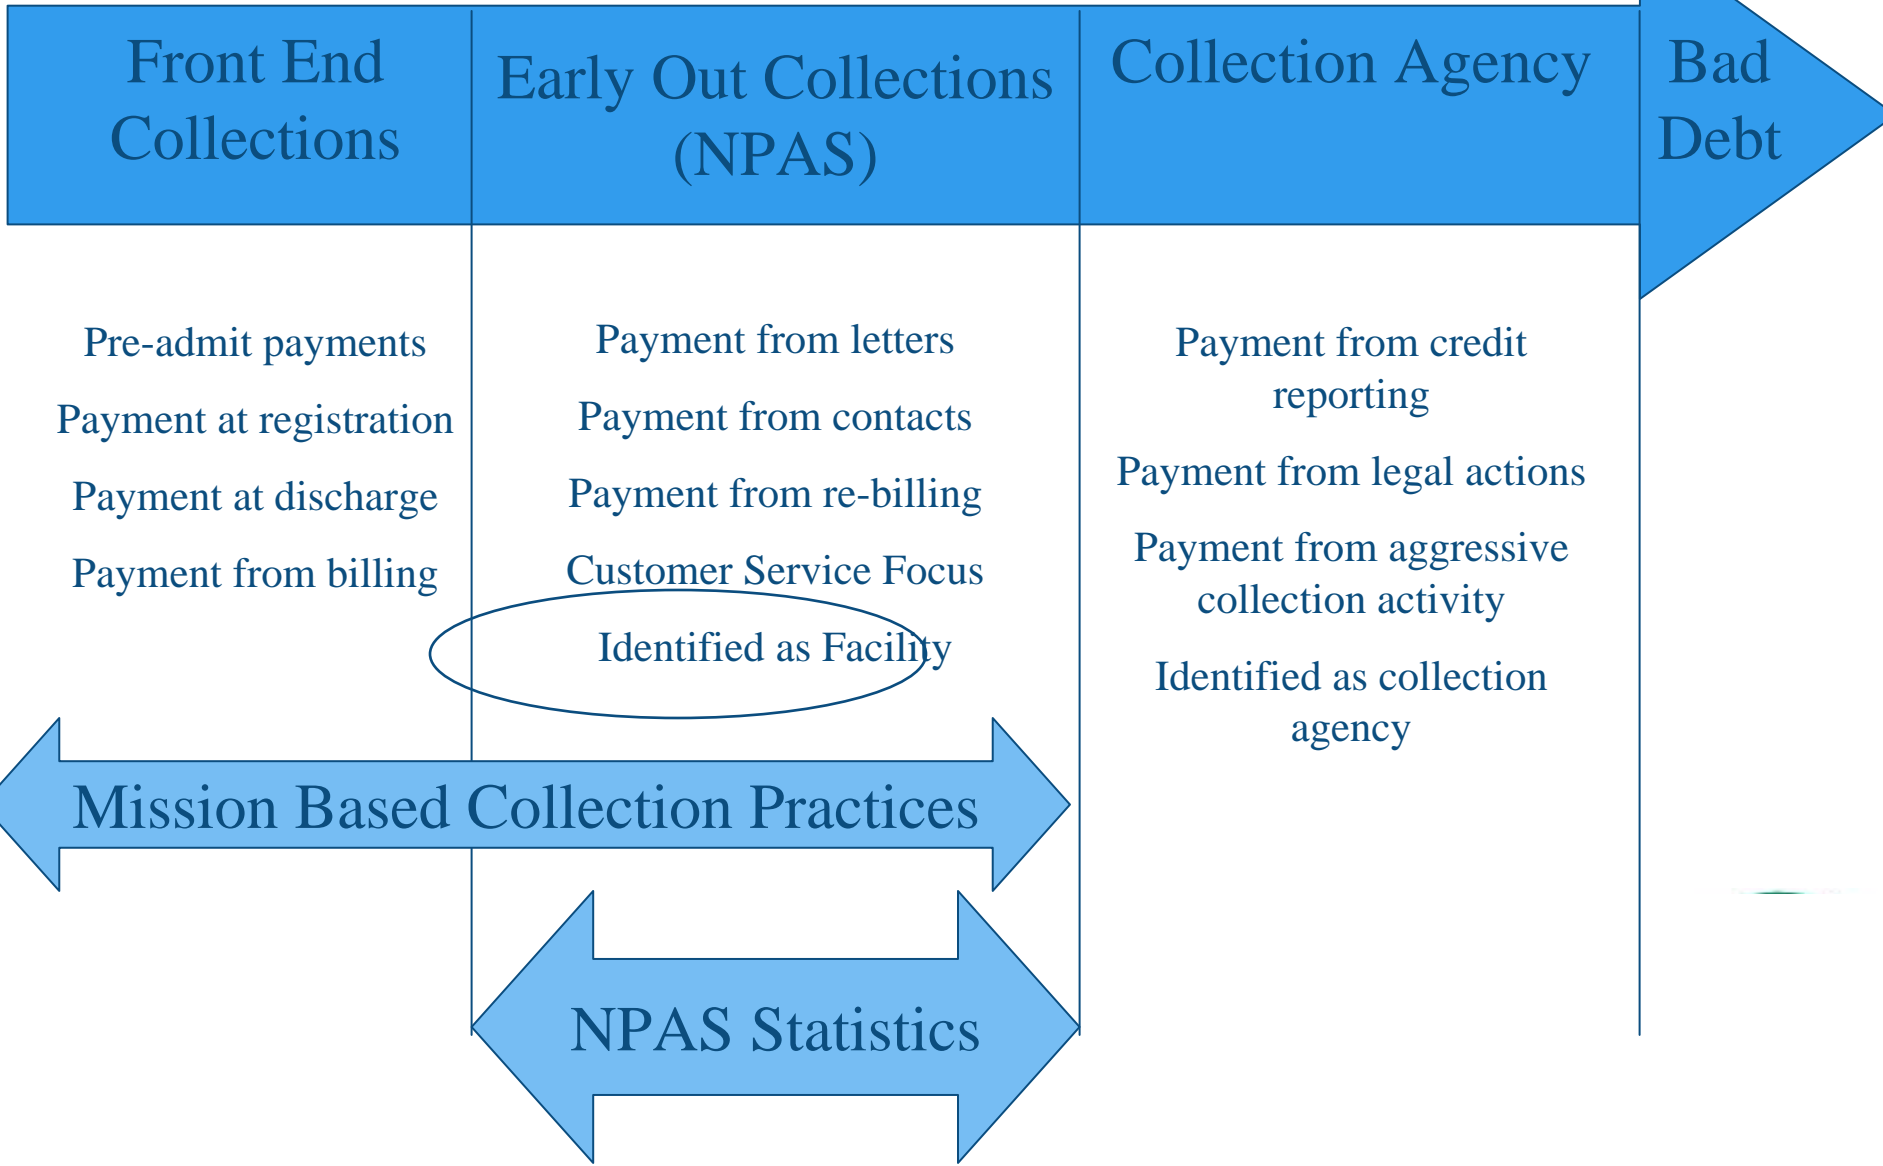 Front End
Collections
Early Out Collections
(NPAS)
Collection Agency
Bad
Debt
Pre-admit payments
Payment at registration
Payment at discharge
Payment from billing
Payment from letters
Payment from contacts
Payment from re-billing
Customer Service Focus
Identified as Facility
Payment from credit
reporting
Payment from legal actions
Payment from aggressive
collection activity
Identified as collection
agency
Mission Based Collection Practices
NPAS Statistics